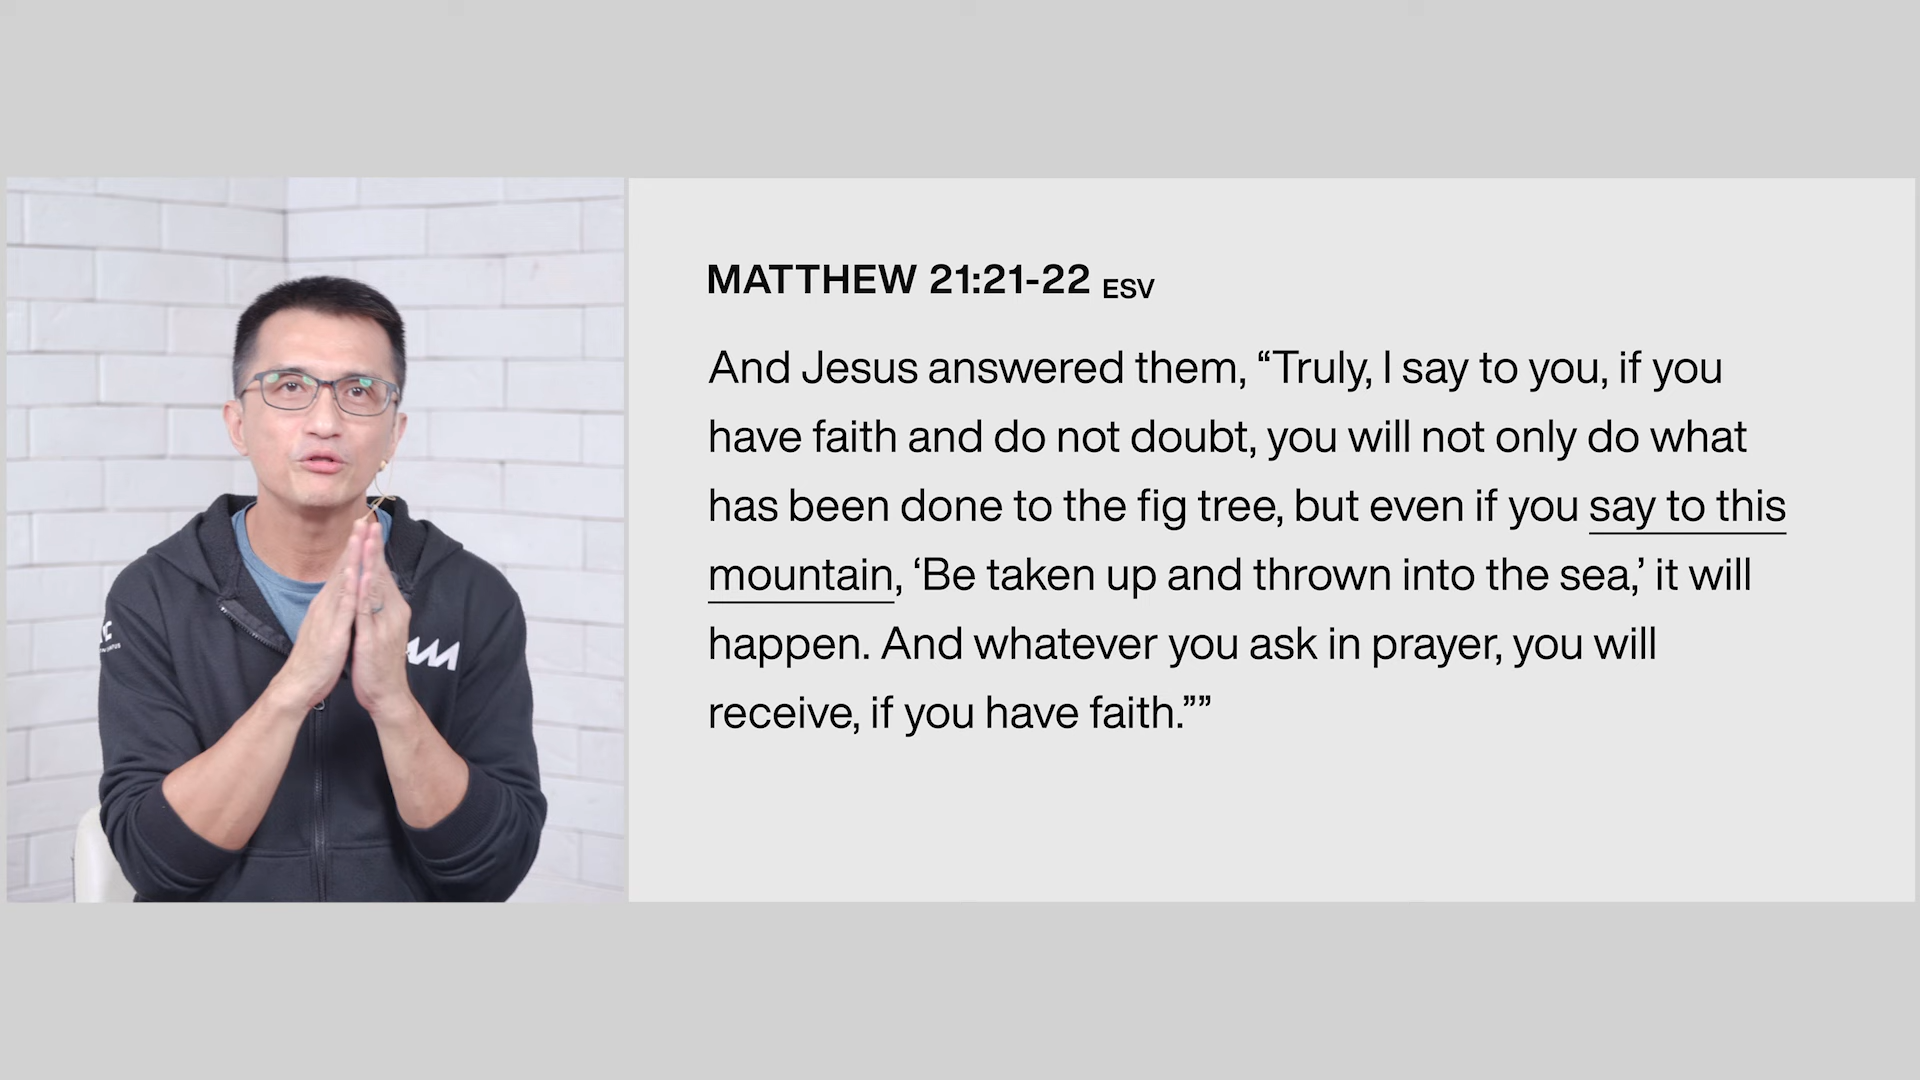 MATTHEW 21:21-22 ESV
And Jesus answered them, “Truly, I say to you, if you
have faith and do not doubt, you will not only do what
has been done to the fig tree, but even if you say to this
mountain, ‘Be taken up and thrown into the sea,’ it will
happen. And whatever you ask in prayer, you will
receive, if you have faith.””